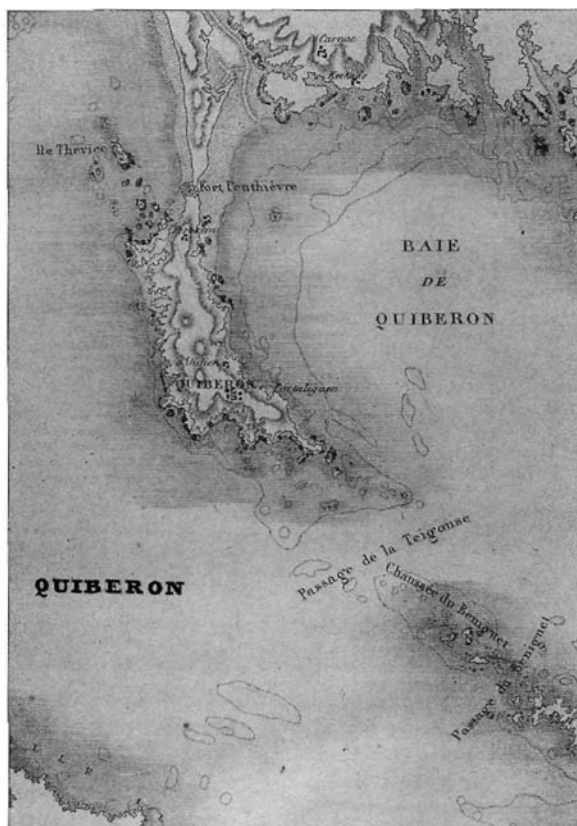 Carnac
Ile Thevic
Fort Penthièvre
BAIE
DE
QUIBERON
QUIBERON
Passage de la Teigouse
QUIBERON
Chaussée du Beniguet
Passage du Beniguet